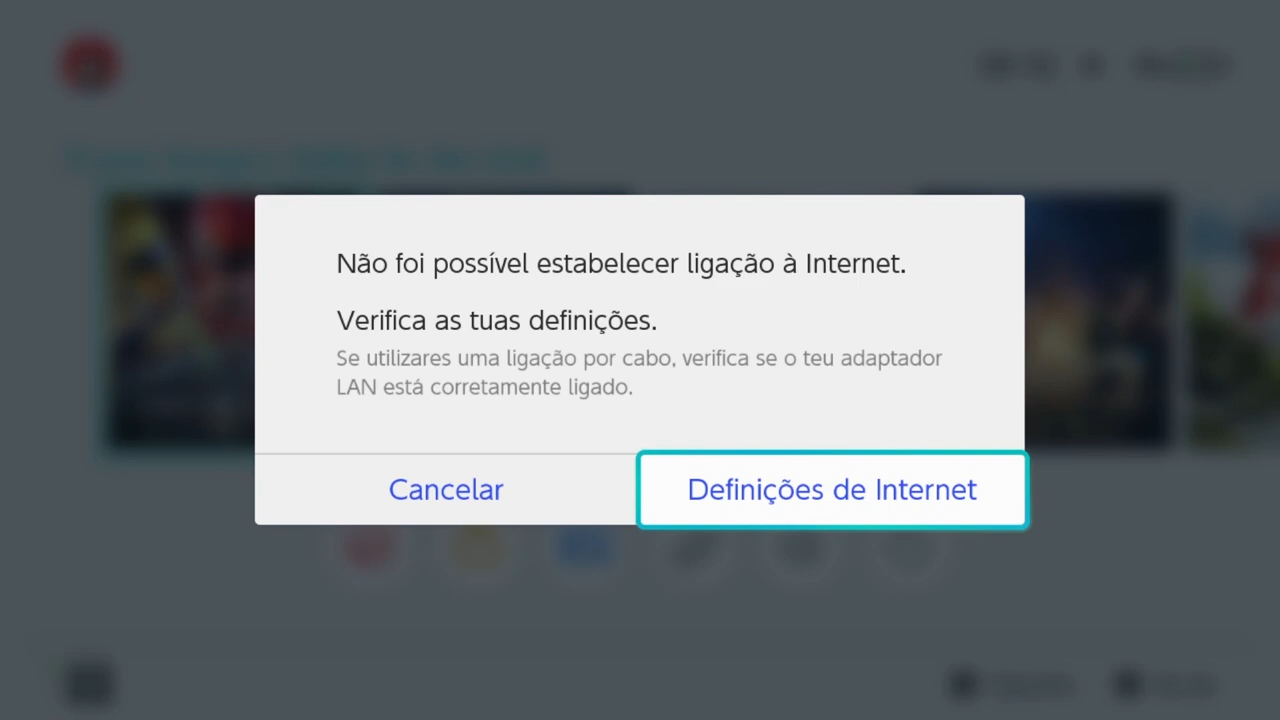 Não foi possível estabelecer ligação à Internet.
Verifica as tuas definições.
Se utilizares uma ligação por cabo, verifica se o teu adaptador
LAN está corretamente ligado.
Cancelar
Definições de Internet